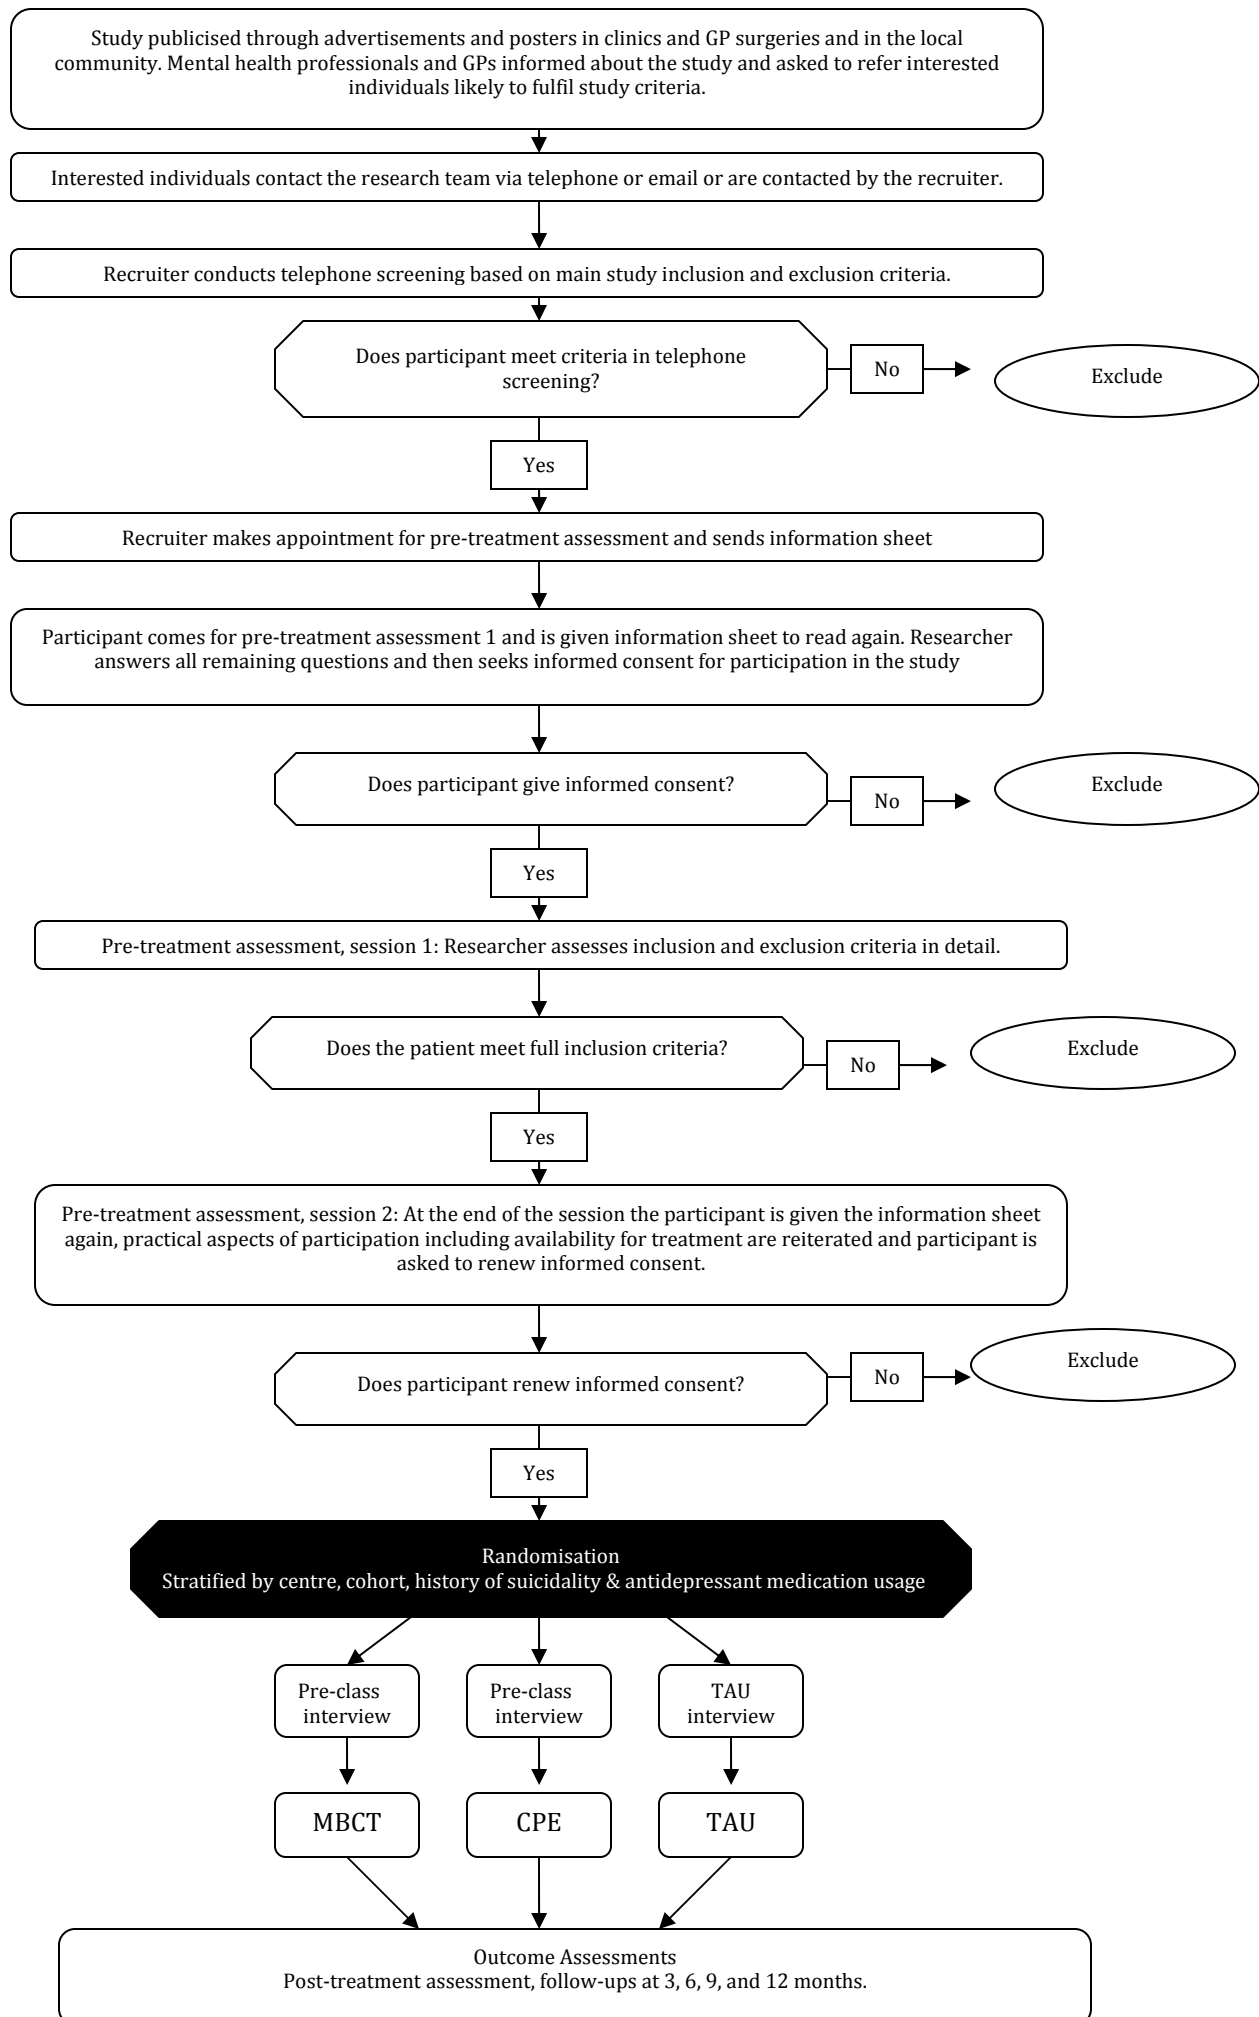 Study publicised through advertisements and posters in clinics and GP surgeries and in the local
community. Mental health professionals and GPs informed about the study and asked to refer interested
individuals likely to fulfil study criteria.
Interested individuals contact the research team via telephone or email or are contacted by the recruiter.
Recruiter conducts telephone screening based on main study inclusion and exclusion criteria.
Does participant meet criteria in telephone
screening?
No
Exclude
Yes
Recruiter makes appointment for pre-treatment assessment and sends information sheet
Participant comes for pre-treatment assessment 1 and is given information sheet to read again. Researcher
answers all remaining questions and then seeks informed consent for participation in the study
Does participant give informed consent?
No
Exclude
Yes
Pre-treatment assessment, session 1: Researcher assesses inclusion and exclusion criteria in detail.
Does the patient meet full inclusion criteria?
No
Exclude
Yes
Pre-treatment assessment, session 2: At the end of the session the participant is given the information sheet
again, practical aspects of participation including availability for treatment are reiterated and participant is
asked to renew informed consent.
Does participant renew informed consent?
No
Exclude
Yes
Randomisation
Stratified by centre, cohort, history of suicidality & antidepressant medication usage
Pre-class
interview
Pre-class
interview
TAU
interview
MBCT
CPE
TAU
Outcome Assessments
Post-treatment assessment, follow-ups at 3, 6, 9, and 12 months.